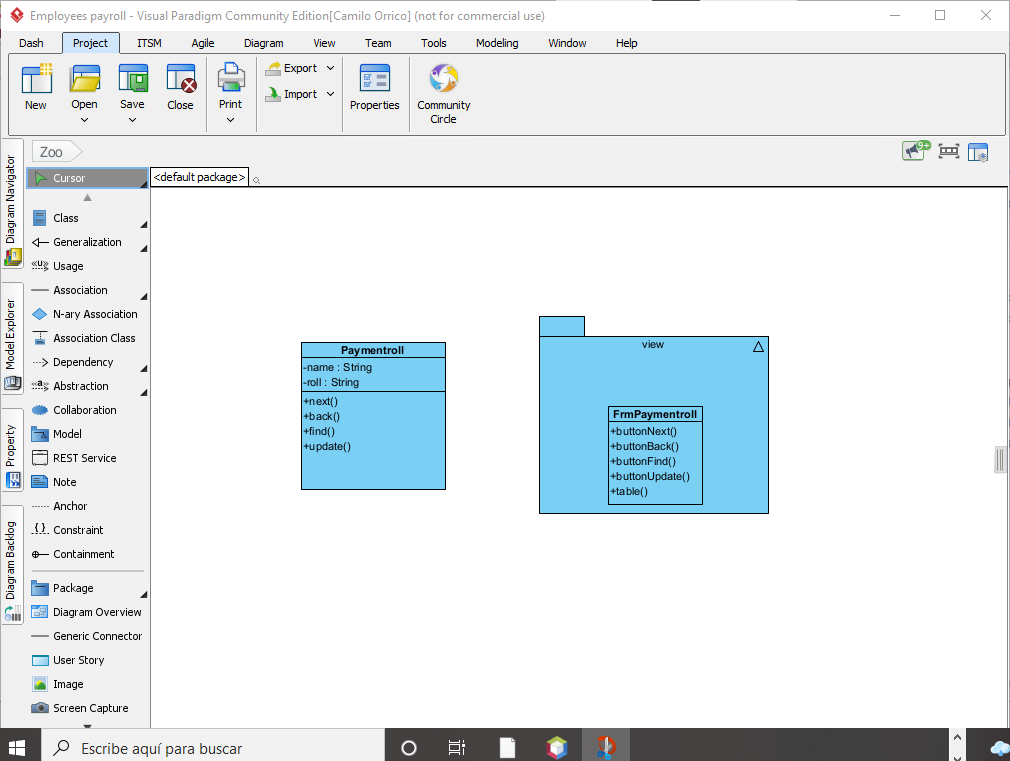 Employees payroll - Visual Paradigm Community Edition[Camilo Orrico] (not for commercial use)
Dash Project ITSM Agile Diagram View Team Tools Modeling Window Help
New Open Save Close Print Export Import Properties Community Circle
Zoo
9+
Diagram Navigator
Model Explorer
Property
Diagram Backlog
Cursor
Class
Generalization
Usage
Association
N-ary Association
Association Class
Dependency
Abstraction
Collaboration
Model
REST Service
Note
Anchor
Constraint
Containment
Package
Diagram Overview
Generic Connector
User Story
Image
Screen Capture
<default package>
Paymentroll
-name : String
-roll : String
+next()
+back()
+find()
+update()
view
FrmPaymentroll
+buttonNext()
+buttonBack()
+buttonFind()
+buttonUpdate()
+table()
Escribe aquí para buscar